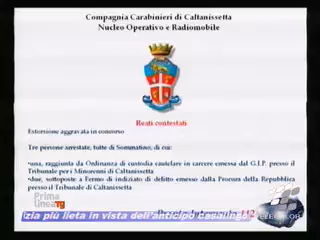 Compagnia Carabinieri di Caltanissetta
Nucleo Operativo e Radiomobile
Reati contestati
Estorsione aggravata in concorso
Tre persone arrestate, tutte di Sommatino, di cui:
•una, raggiunta da Ordinanza di custodia cautelare in carcere emessa dal G.I.P. presso il
Tribunale per i Minorenni di Caltanissetta
•due, sottoposte a Fermo di indiziato di delitto emesso dalla Procura della Repubblica
presso il Tribunale di Caltanissetta
Prima
linea tg
izia più lieta in vista dell'anticipo casalingo